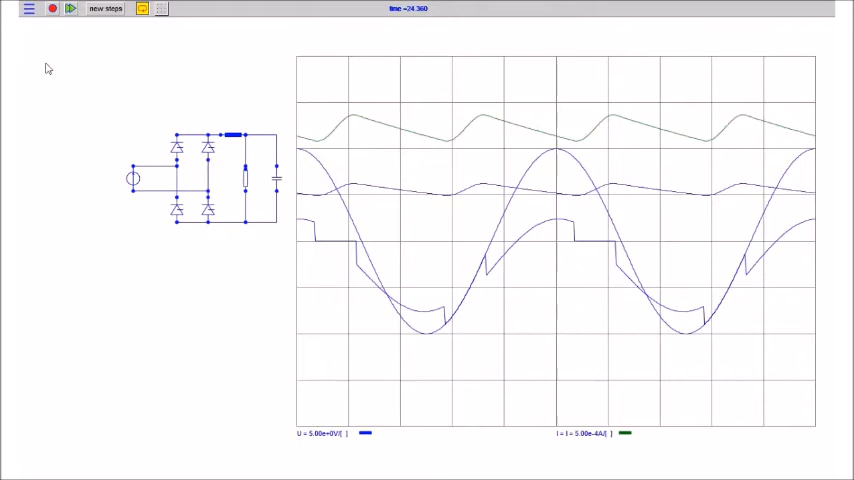 new steps
time =24.360
U = 5.00e+0V/[ ]
I = I = 5.00e-4A/[ ]